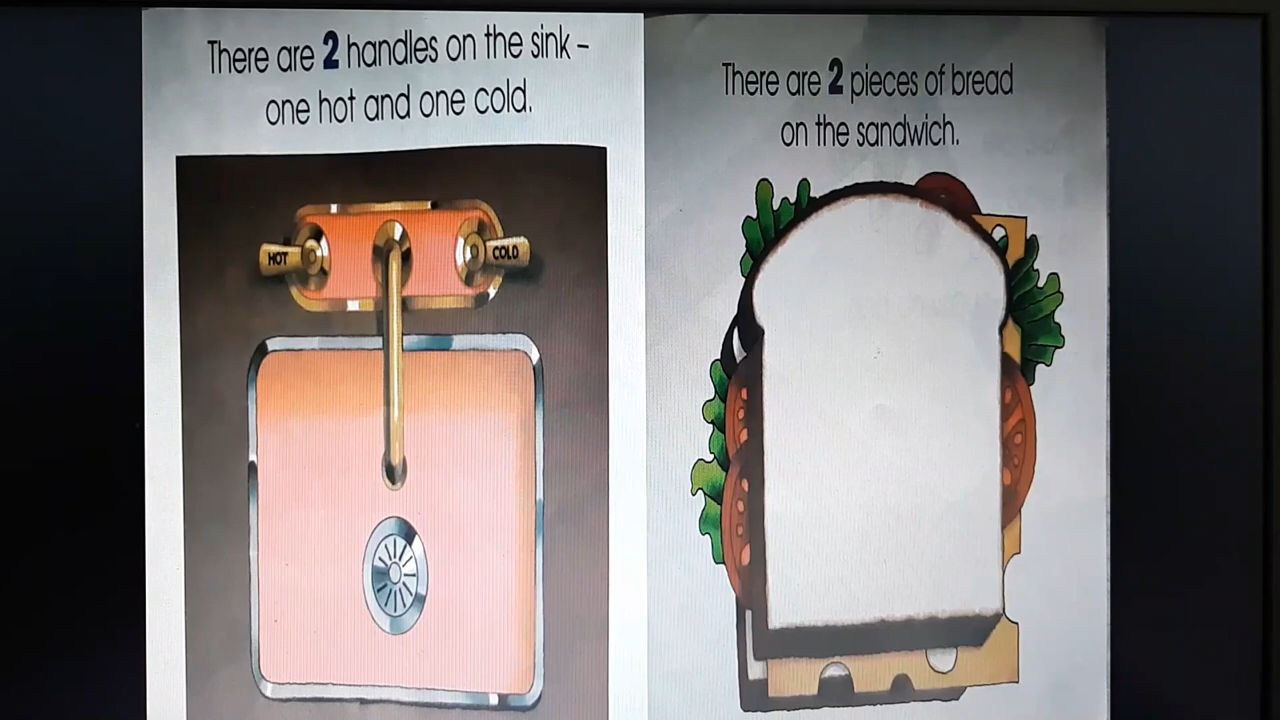 There are 2 handles on the sink –
one hot and one cold.
HOT
COLD
There are 2 pieces of bread
on the sandwich.